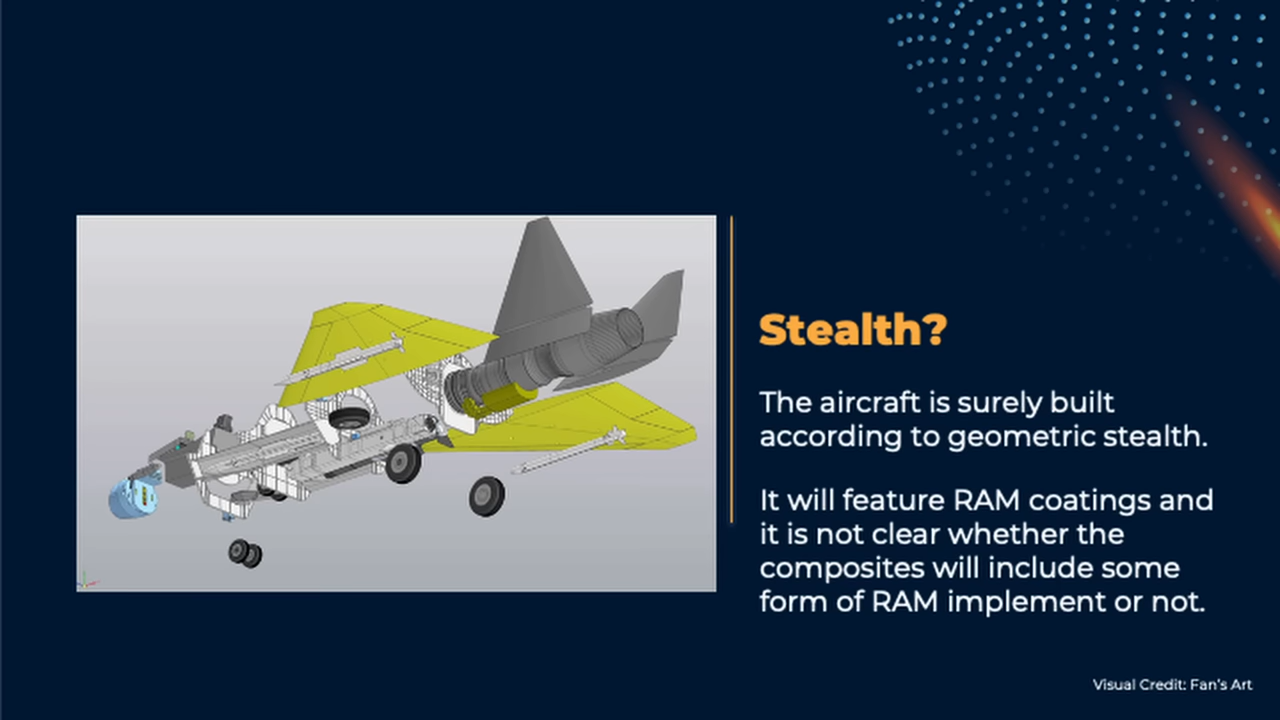 Stealth?
The aircraft is surely built
according to geometric stealth.
It will feature RAM coatings and
it is not clear whether the
composites will include some
form of RAM implement or not.
Visual Credit: Fan's Art